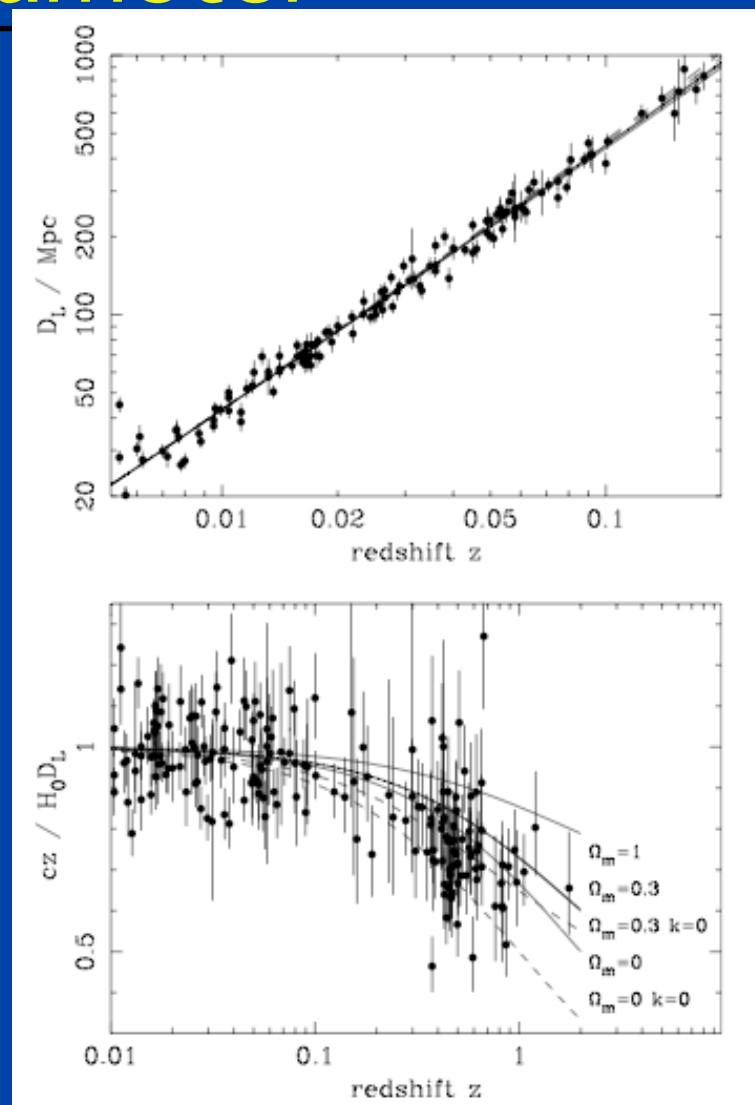 1000
500
200
100
50
20
D_L / Mpc
0.01 0.02 0.05 0.1
redshift z
1
0.5
cz / H₀D_L
Ω_m=1
Ω_m=0.3
Ω_m=0.3 k=0
Ω_m=0
Ω_m=0 k=0
0.01 0.1 1
redshift z